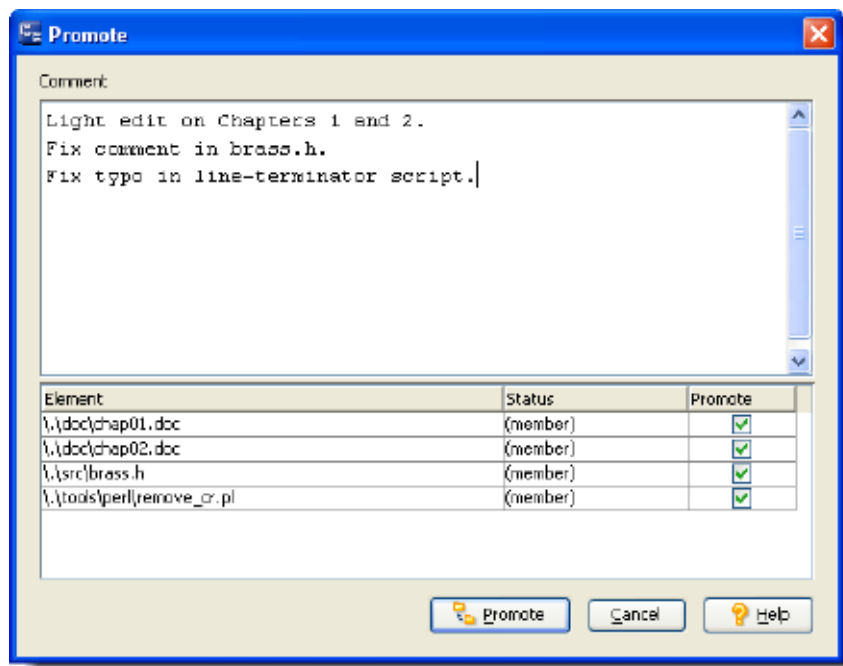 Promote
Comment
Light edit on Chapters 1 and 2.
Fix comment in brass.h.
Fix typo in line-terminator script.
Element Status Promote
\.\doc\chap01.doc (member)
\.\doc\chap02.doc (member)
\.\src\brass.h (member)
\.\tools\perl\remove_cr.pl (member)
Promote Cancel Help